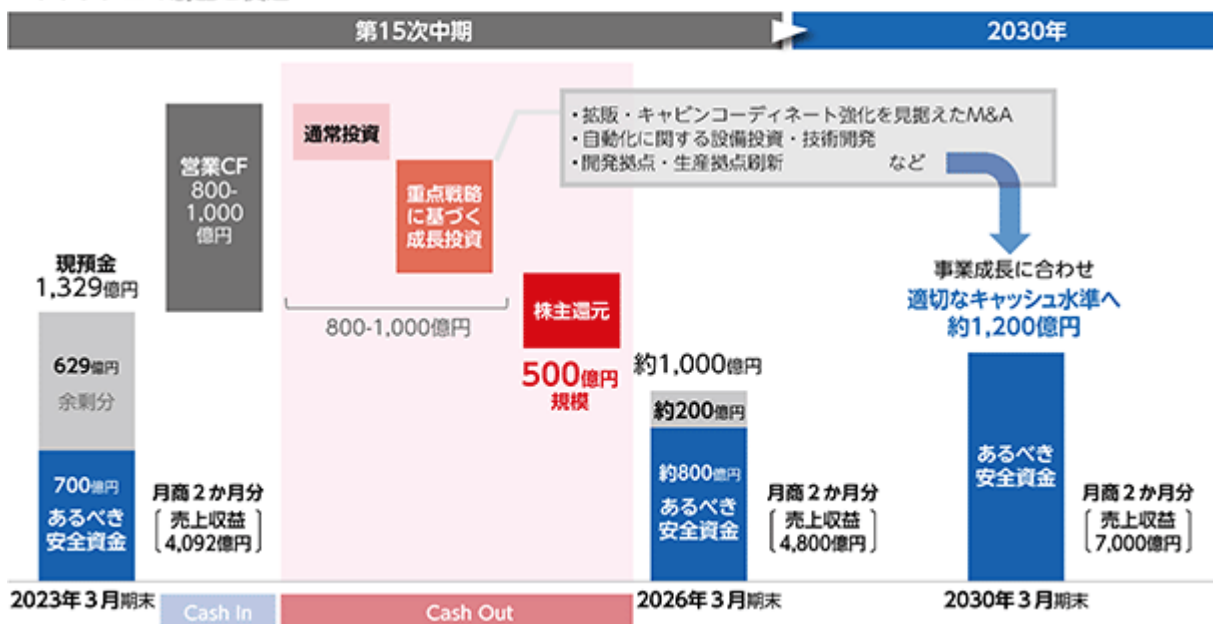 第15次中期
2030年
通常投資
営業CF
800-
1,000
億円
重点戦略
に基づく
成長投資
・拡販・キャビンコーディネート強化を見据えたM&A
・自動化に関する設備投資・技術開発
・開発拠点・生産拠点刷新 など
現預金
1,329億円
629億円
余剰分
700億円
あるべき
安全資金
月商2か月分
売上収益
4,092億円
800-1,000億円
株主還元
500億円
規模
約1,000億円
約200億円
約800億円
あるべき
安全資金
月商2か月分
売上収益
4,800億円
事業成長に合わせ
適切なキャッシュ水準へ
約1,200億円
あるべき
安全資金
月商2か月分
売上収益
7,000億円
2023年3月期末
Cash In
Cash Out
2026年3月期末
2030年3月期末